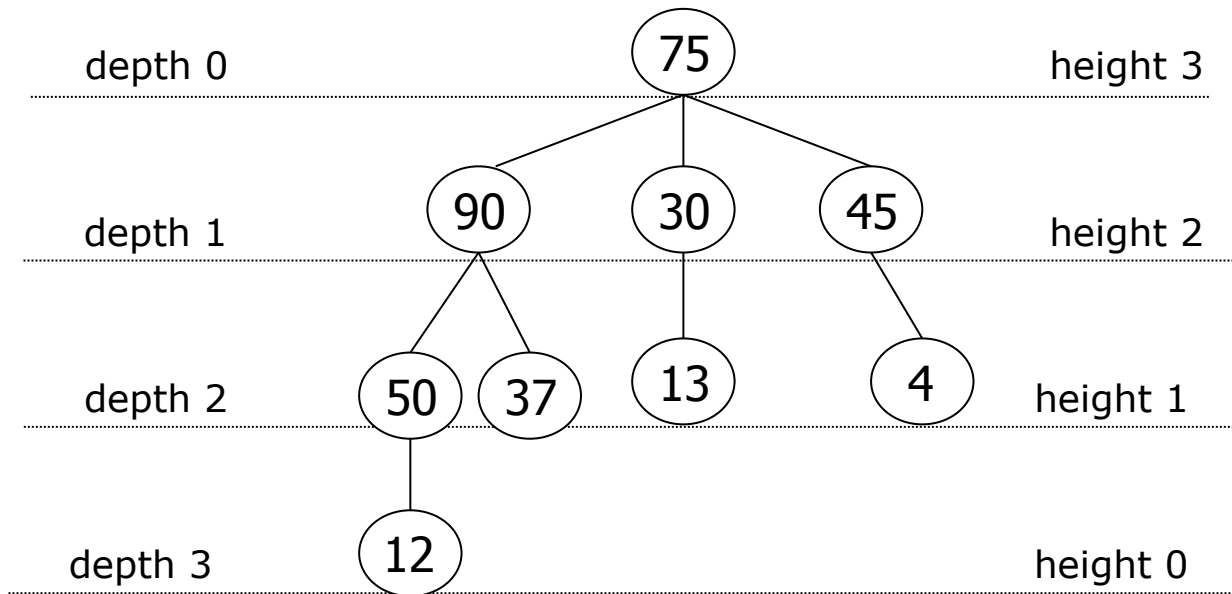 depth 0 75 height 3
depth 1 90 30 45 height 2
depth 2 50 37 13 4 height 1
depth 3 12 height 0